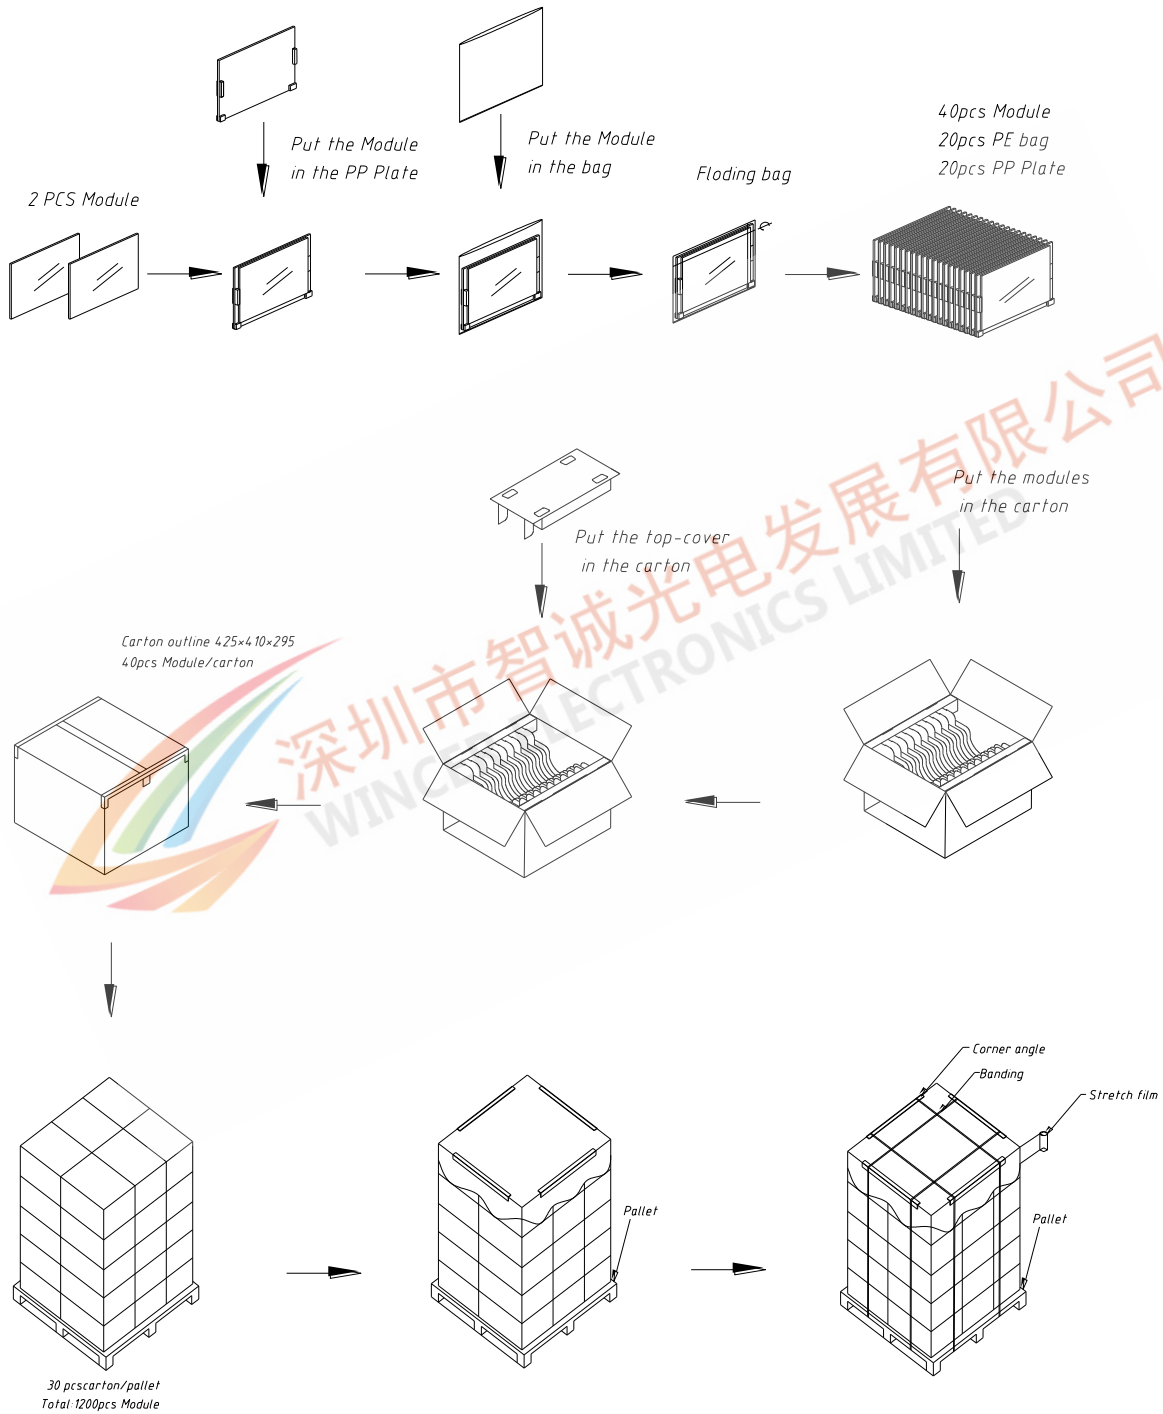 Put the Module
in the PP Plate
Put the Module
in the bag
Floding bag
40pcs Module
20pcs PE bag
20pcs PP Plate
2 PCS Module
Put the modules
in the carton
Put the top-cover
in the carton
Carton outline 425×410×295
40pcs Module/carton
深圳市智诚光电发展有限公司
WINCER ELECTRONICS LIMITED
Corner angle
Banding
Stretch film
Pallet
Pallet
30 pcscarton/pallet
Total:1200pcs Module